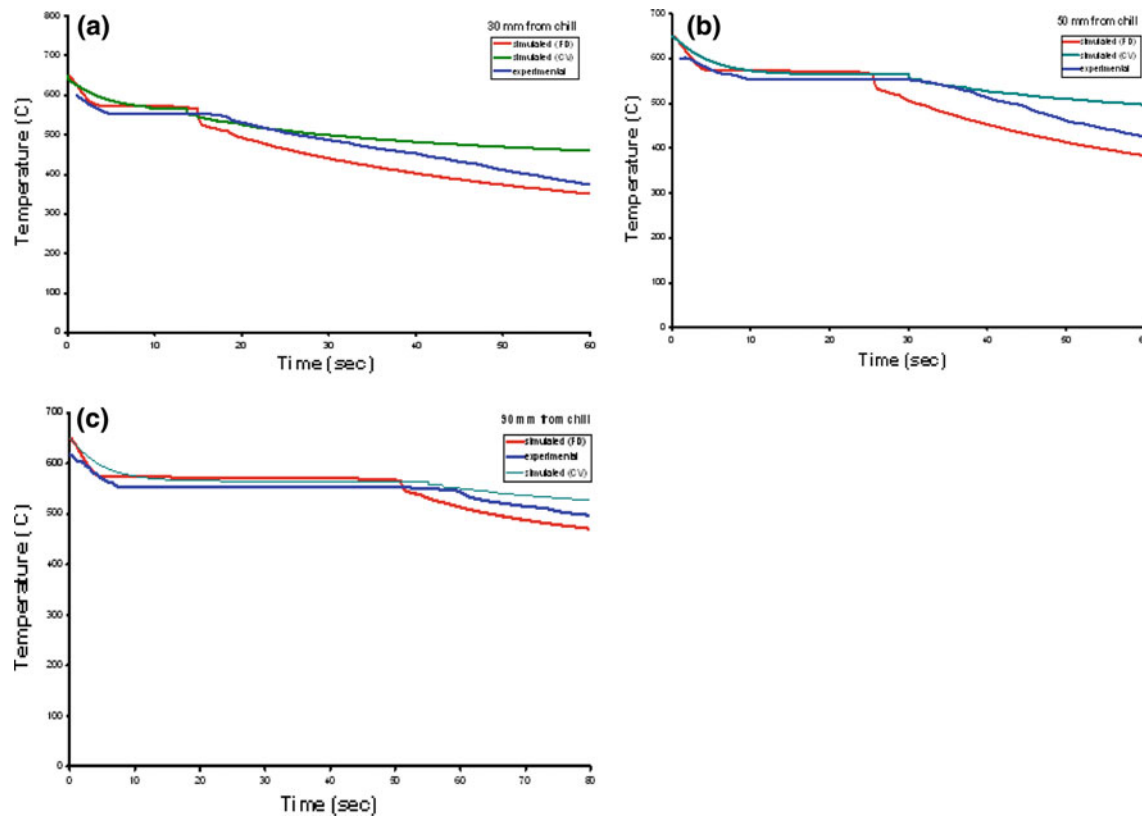 (a)
30 mm from chill
simulated (FD)
simulated (CV)
experimental
Temperature (C)
800
700
600
500
400
300
200
100
0
0 10 20 30 40 50 60
Time (sec)
(b)
50 mm from chill
simulated (FD)
simulated (CV)
experimental
Temperature (C)
700
600
500
400
300
200
100
0
0 10 20 30 40 50
Time (sec)
(c)
90 mm from chill
simulated (FD)
experimental
simulated (CV)
Temperature (C)
700
600
500
400
300
200
100
0
0 10 20 30 40 50 60 70 80
Time (sec)